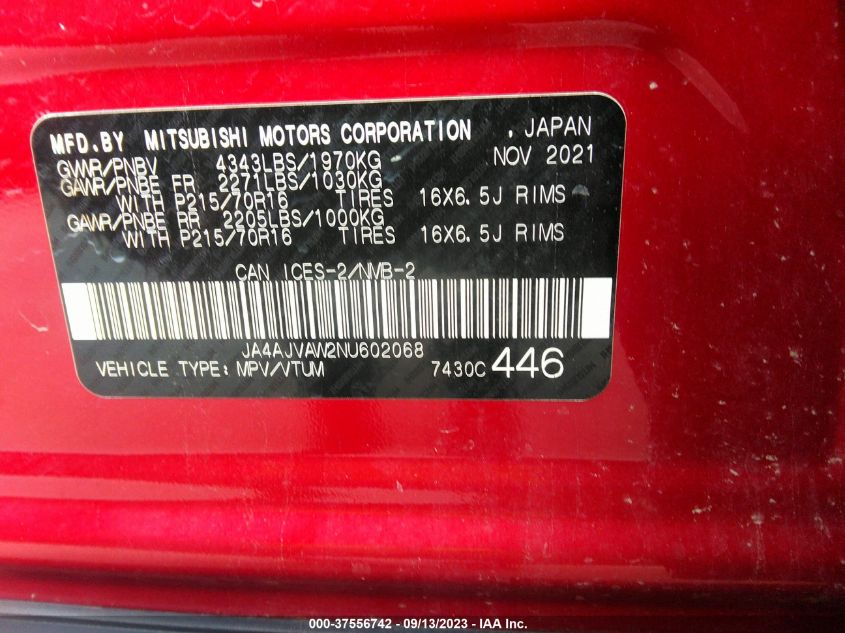 MFD.BY MITSUBISHI MOTORS CORPORATION . JAPAN
GVWR/PNBV 4343LBS/1970KG NOV 2021
GAWR/PNBE FR 2271LBS/1030KG
WITH P215/70R16 TIRES 16X6.5J RIMS
GAWR/PNBE RR 2205LBS/1000KG
WITH P215/70R16 TIRES 16X6.5J RIMS
CAN ICES-2/NMB-2
JA4AJVAW2NU602068
VEHICLE TYPE: MPV/VTUM 7430C 446
000-37556742 — 09/13/2023 — IAA Inc.